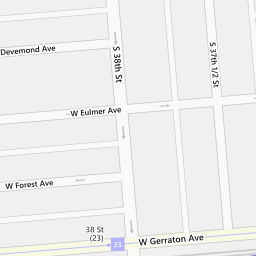 Devemond Ave
S 38th St
S 37th 1/2 St
W Eulmer Ave
W Forest Ave
38 St
(23)
23
W Gerraton Ave